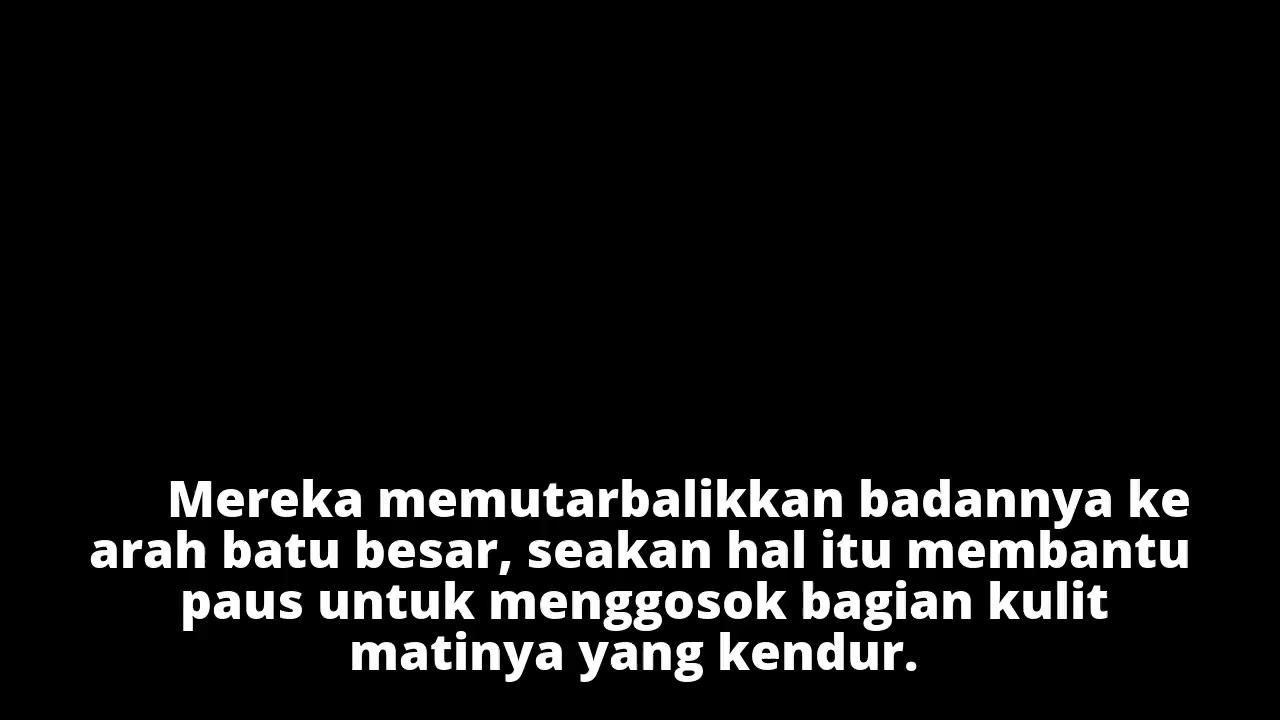 Mereka memutarbalikkan badannya ke
arah batu besar, seakan hal itu membantu
paus untuk menggosok bagian kulit
matinya yang kendur.